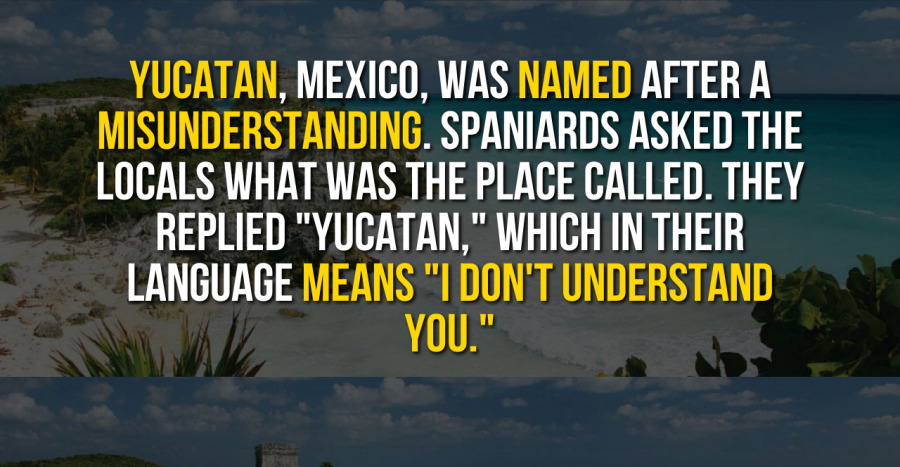 YUCATAN, MEXICO, WAS NAMED AFTER A
MISUNDERSTANDING. SPANIARDS ASKED THE
LOCALS WHAT WAS THE PLACE CALLED. THEY
REPLIED "YUCATAN," WHICH IN THEIR
LANGUAGE MEANS "I DON'T UNDERSTAND
YOU."